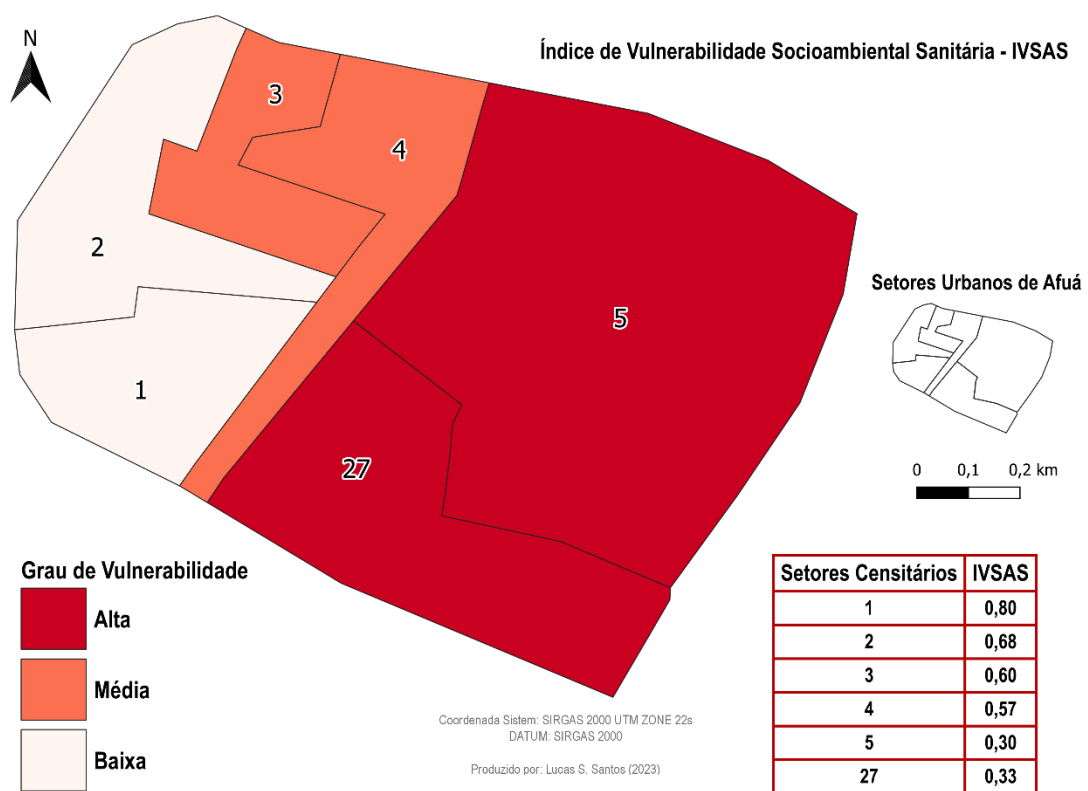 Índice de Vulnerabilidade Socioambiental Sanitária - IVSAS
N
3
4
2
5
1
27
Setores Urbanos de Afuá
0 0,1 0,2 km
Grau de Vulnerabilidade
Alta
Média
Baixa
Coordenada Sistem: SIRGAS 2000 UTM ZONE 22s
DATUM: SIRGAS 2000
Produzido por: Lucas S. Santos (2023)
Setores Censitários IVSAS
1 0,80
2 0,68
3 0,60
4 0,57
5 0,30
27 0,33